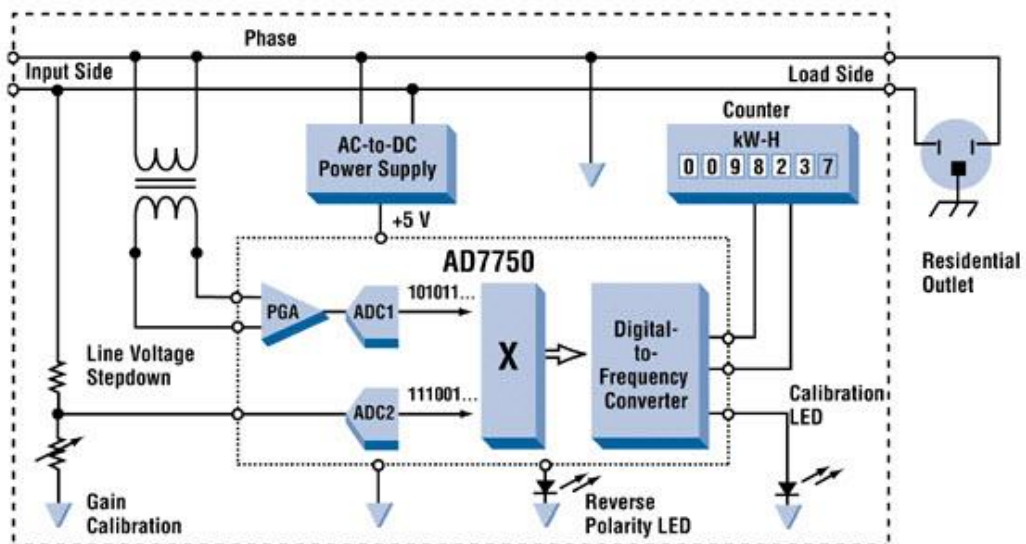 Phase
Input Side
Load Side
Counter
kW-H
0 0 9 8 2 3 7
AC-to-DC
Power Supply
+5 V
AD7750
Residential
Outlet
PGA
ADC1
101011...
X
Digital-
to-
Frequency
Converter
Line Voltage
Stepdown
ADC2
111001...
Calibration
LED
Gain
Calibration
Reverse
Polarity LED